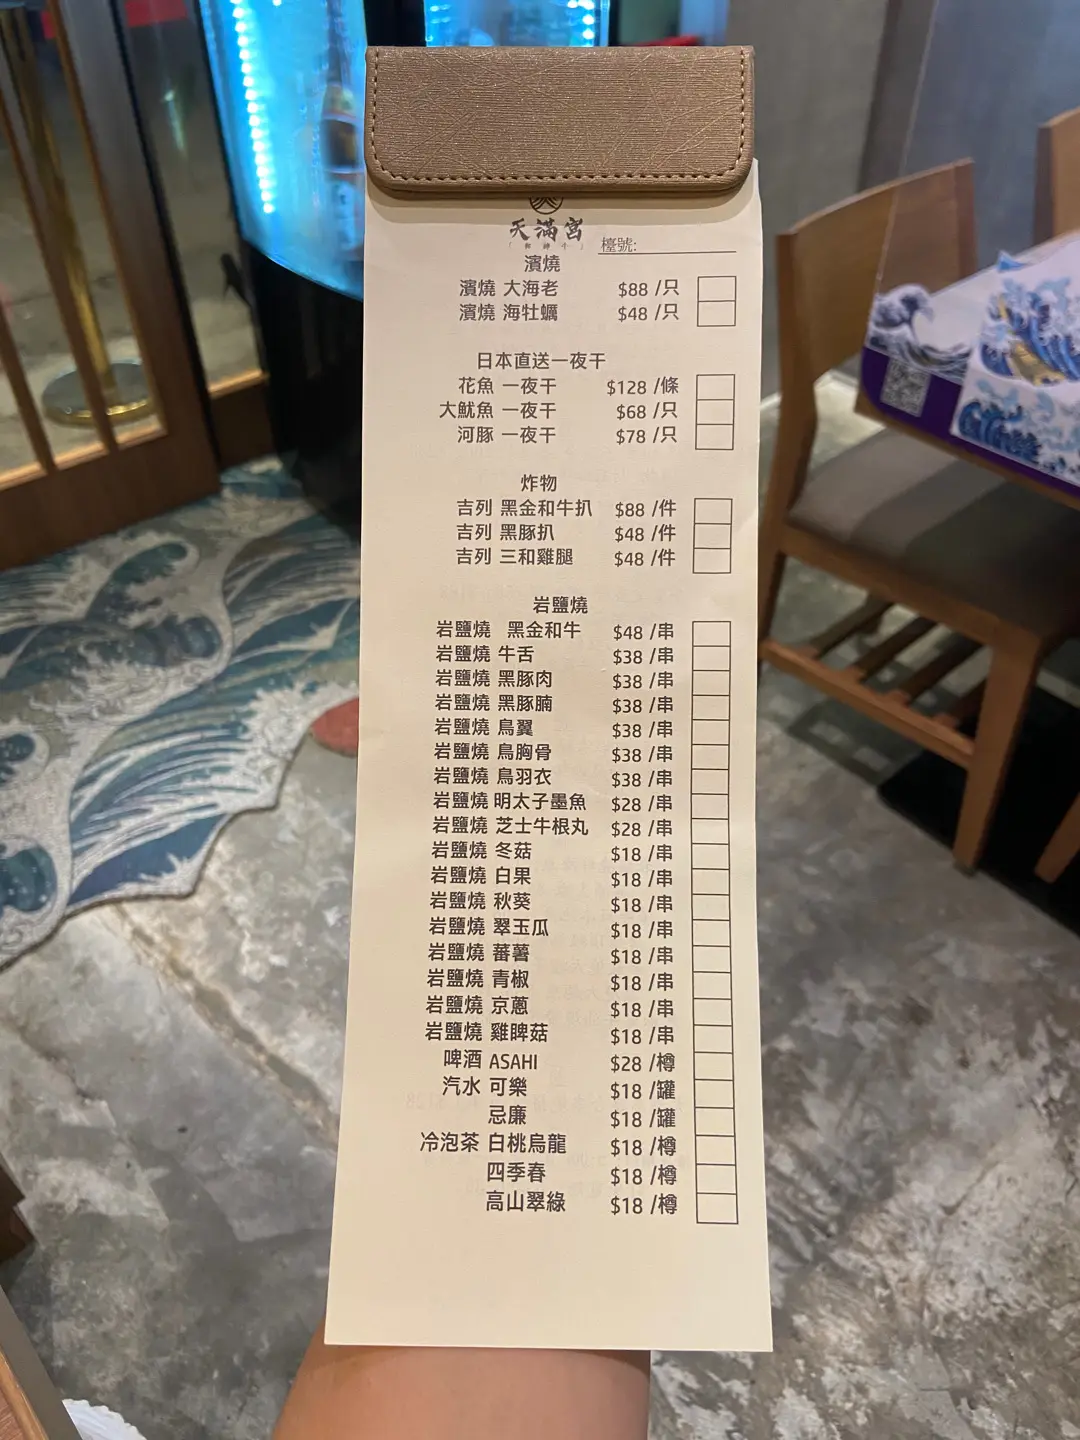 天滿宮
檯號:
濱燒
濱燒 大海老 $88 /只
濱燒 海牡蠣 $48 /只
日本直送一夜干
花魚 一夜干 $128 /條
大魷魚 一夜干 $68 /只
河豚 一夜干 $78 /只
炸物
吉列 黑金和牛扒 $88 /件
吉列 黑豚扒 $48 /件
吉列 三和雞腿 $48 /件
岩鹽燒
岩鹽燒 黑金和牛 $48 /串
岩鹽燒 牛舌 $38 /串
岩鹽燒 黑豚肉 $38 /串
岩鹽燒 黑豚腩 $38 /串
岩鹽燒 鳥翼 $38 /串
岩鹽燒 鳥胸骨 $38 /串
岩鹽燒 鳥羽衣 $38 /串
岩鹽燒 明太子墨魚 $28 /串
岩鹽燒 芝士牛根丸 $28 /串
岩鹽燒 冬菇 $18 /串
岩鹽燒 白果 $18 /串
岩鹽燒 秋葵 $18 /串
岩鹽燒 翠玉瓜 $18 /串
岩鹽燒 蕃薯 $18 /串
岩鹽燒 青椒 $18 /串
岩鹽燒 京蔥 $18 /串
岩鹽燒 雞睥菇 $18 /串
啤酒 ASAHI $28 /樽
汽水 可樂 $18 /罐
忌廉 $18 /罐
冷泡茶 白桃烏龍 $18 /樽
四季春 $18 /樽
高山翠綠 $18 /樽